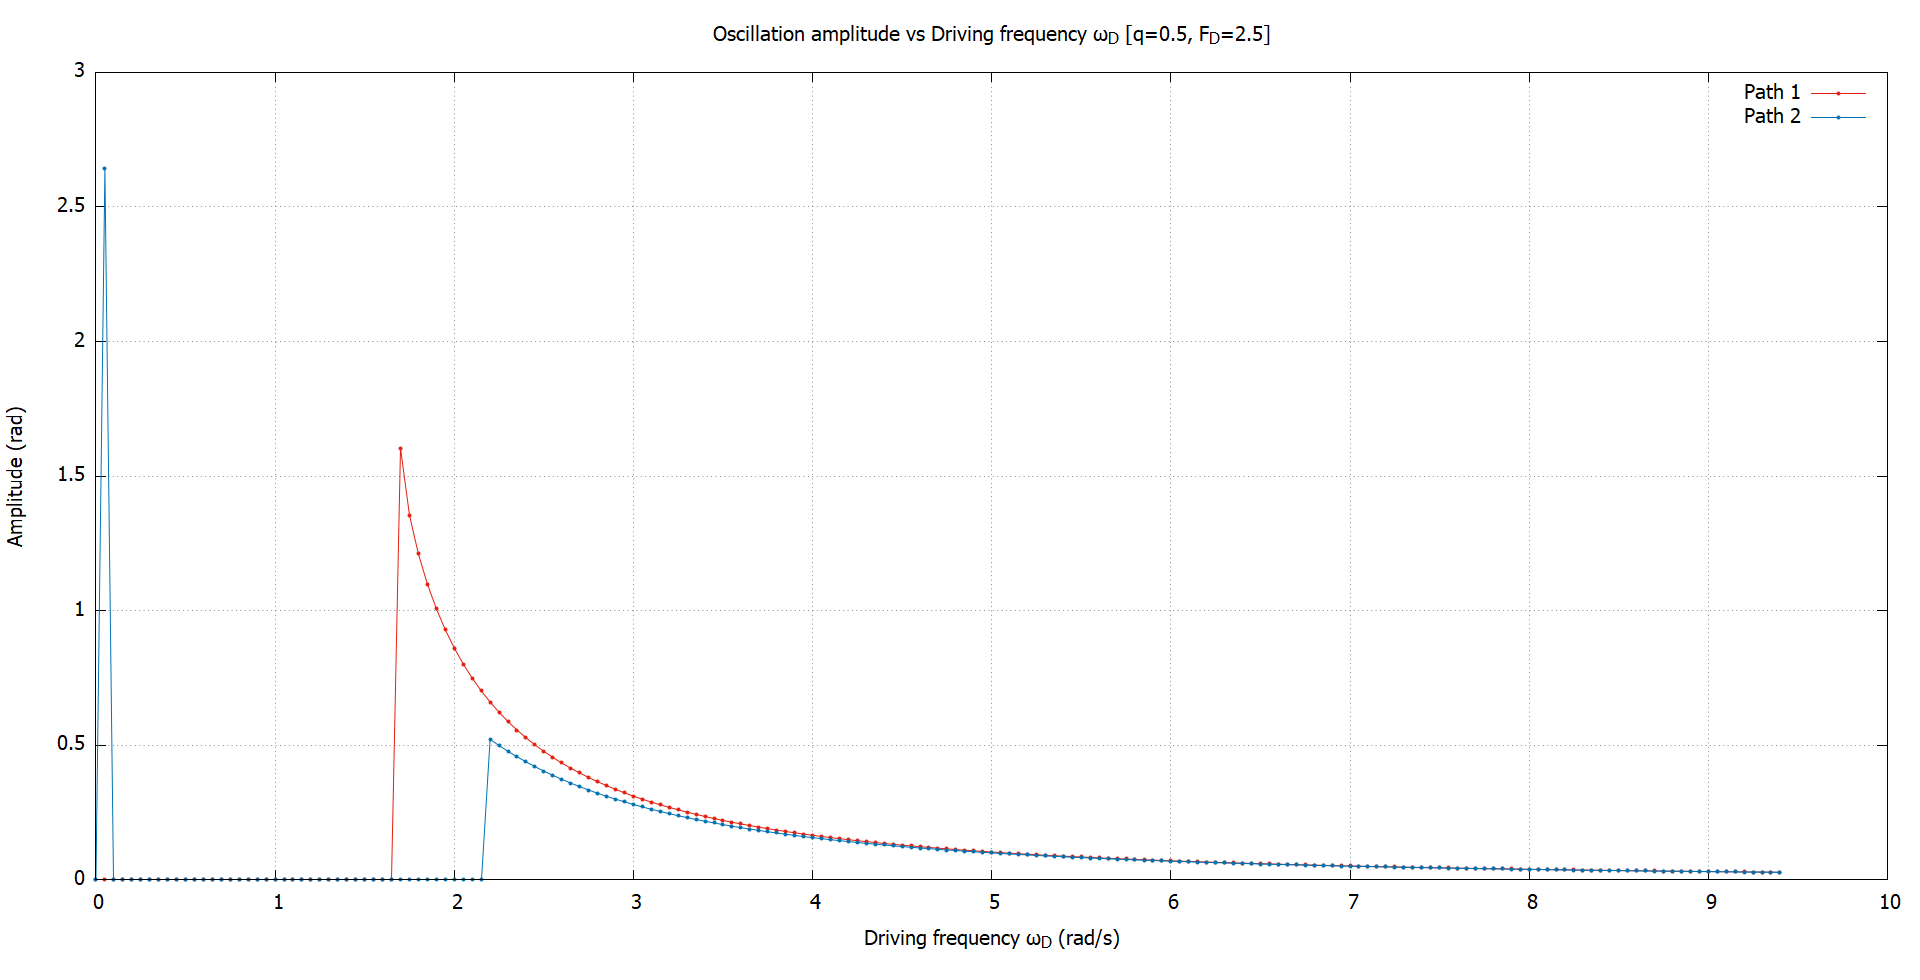 Oscillation amplitude vs Driving frequency ωD [q=0.5, FD=2.5]
Path 1
Path 2
3
2.5
2
1.5
1
0.5
0
Amplitude (rad)
0 1 2 3 4 5 6 7 8 9 10
Driving frequency ωD (rad/s)